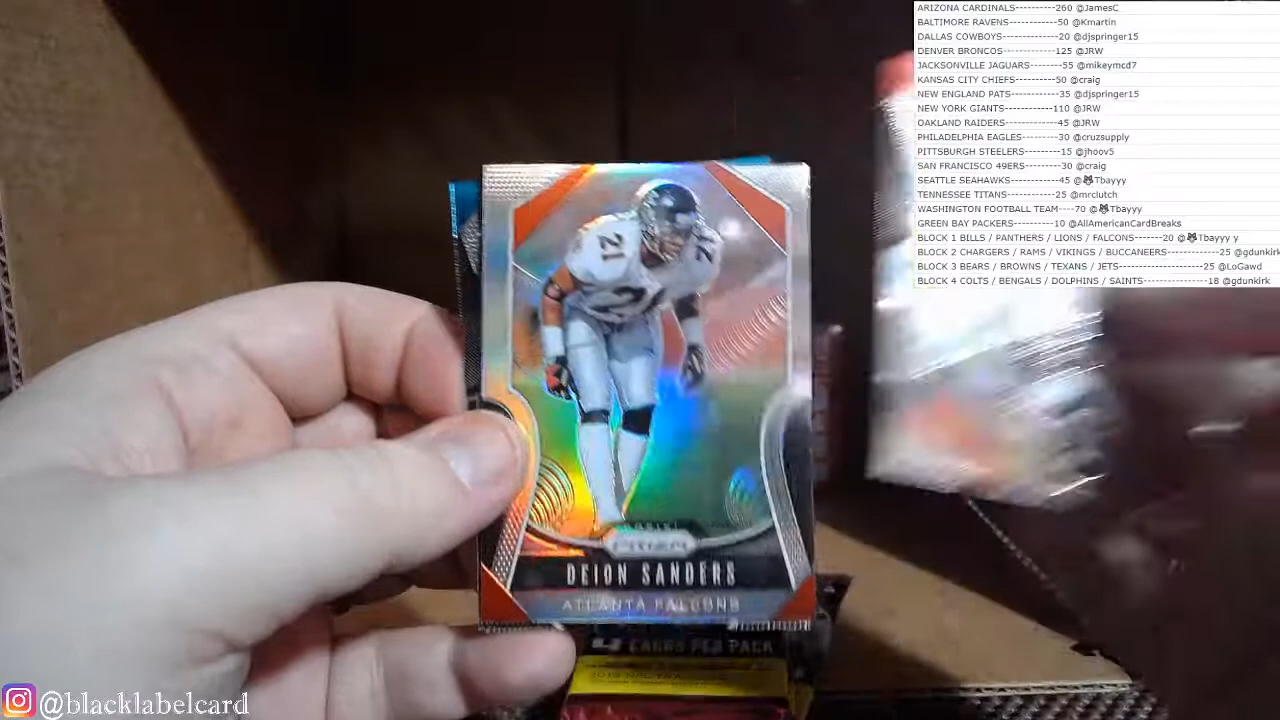 ARIZONA CARDINALS----------260 @JamesC
BALTIMORE RAVENS-----------50 @Kmartin
DALLAS COWBOYS--------------20 @djspringer15
DENVER BRONCOS-------------125 @JRW
JACKSONVILLE JAGUARS--------55 @mikeymcd7
KANSAS CITY CHIEFS----------50 @craig
NEW ENGLAND PATS-----------35 @djspringer15
NEW YORK GIANTS-----------110 @JRW
OAKLAND RAIDERS-----------45 @JRW
PHILADELPHIA EAGLES---------30 @cruzsupply
PITTSBURGH STEELERS--------15 @jhoov5
SAN FRANCISCO 49ERS--------30 @craig
SEATTLE SEAHAWKS----------45 @🐱Tbayyy
TENNESSEE TITANS----------25 @mrclutch
WASHINGTON FOOTBALL TEAM----70 @🐱Tbayyy
GREEN BAY PACKERS---------10 @AllAmericanCardBreaks
BLOCK 1 BILLS / PANTHERS / LIONS / FALCONS-------20 @🐱Tbayyy y
BLOCK 2 CHARGERS / RAMS / VIKINGS / BUCCANEERS-------------25 @gdunkirk
BLOCK 3 BEARS / BROWNS / TEXANS / JETS---------------------25 @LoGawd
BLOCK 4 COLTS / BENGALS / DOLPHINS / SAINTS----------------18 @gdunkirk
21
21
21
PRIZM
DEION SANDERS
ATLANTA FALCONS
CARDS PER PACK
@blacklabelcard